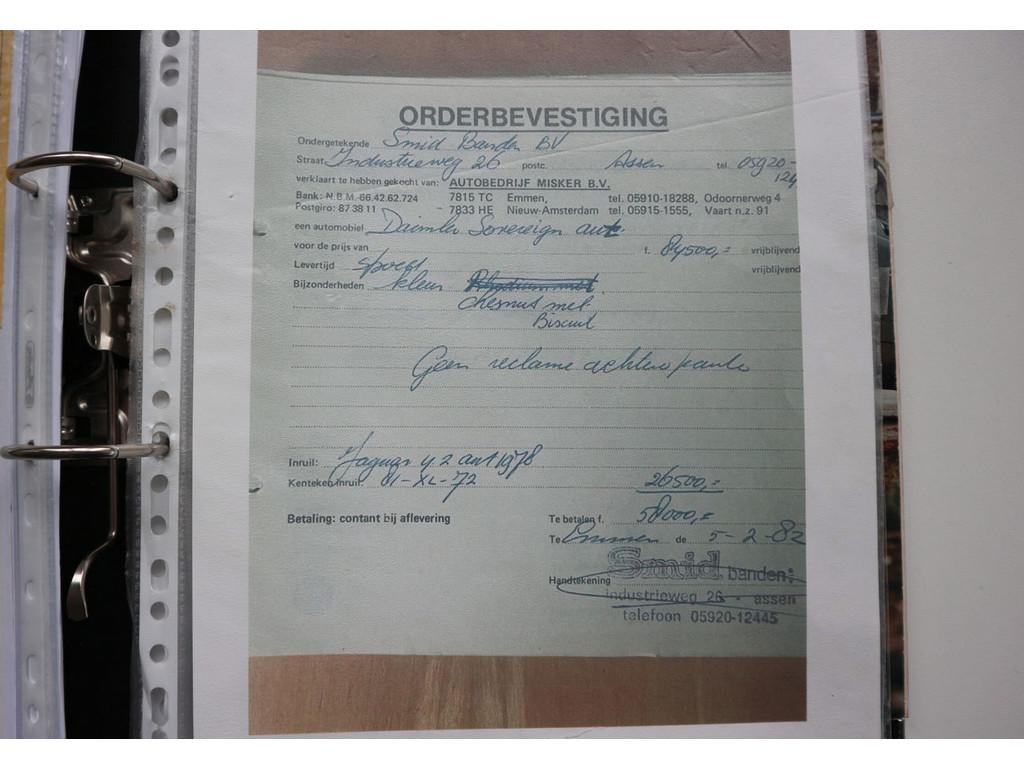 ORDERBEVESTIGING
Ondergetekende Smid Banden BV
Straat Industrieweg 26 postc. Assen tel. 05920-
124
verklaart te hebben gekocht van: AUTOBEDRIJF MISKER B.V.
Bank: N.B.M. 66.42.62.724 7815 TC Emmen, tel. 05910-18288, Odoornerweg 4
Postgiro: 87 38 11 - 7833 HE Nieuw-Amsterdam tel. 05915-1555, Vaart n.z. 91
een automobiel Daimler Sovereign aut
voor de prijs van f. 84500,= vrijblijvend
Levertijd spoed vrijblijvend
Bijzonderheden kleur
Chesnut met
Biscuit
Geen reclame achterop
Inruil: Jaguar 4.2 aut 1978
Kenteken inruil: 01-XL-72 26500,=
Betaling: contant bij aflevering Te betalen f. 58000,=
Te Emmen de 5-2-82
Handtekening Smid banden
industrieweg 26 - assen
telefoon 05920-12445